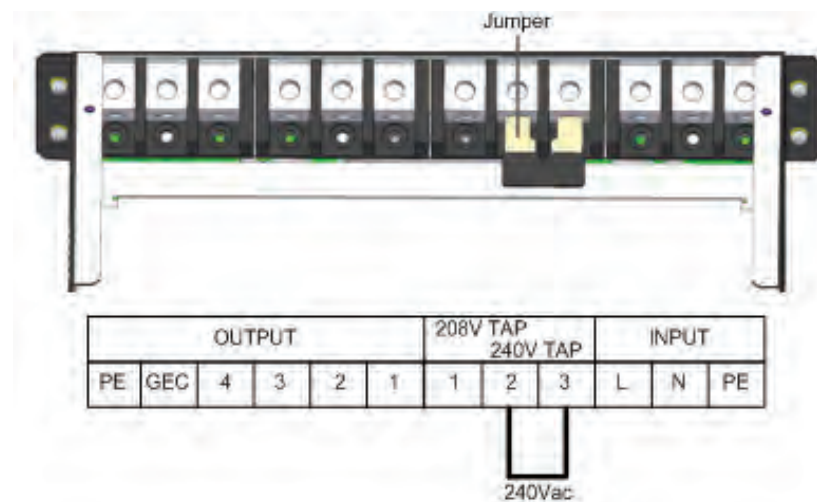 Jumper
OUTPUT
208V TAP
240V TAP
INPUT
PE GEC 4 3 2 1 1 2 3 L N PE
240Vac